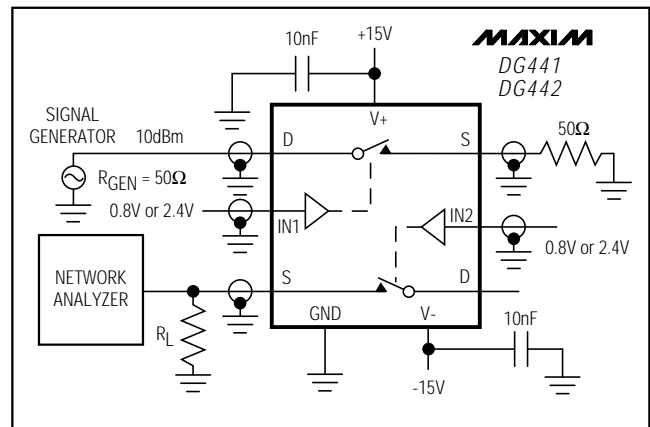 10nF
+15V
MAXIM
DG441
DG442
SIGNAL
GENERATOR
10dBm
D
V+
S
50Ω
RGEN = 50Ω
0.8V or 2.4V
IN1
IN2
0.8V or 2.4V
NETWORK
ANALYZER
S
D
RL
GND
V-
10nF
-15V